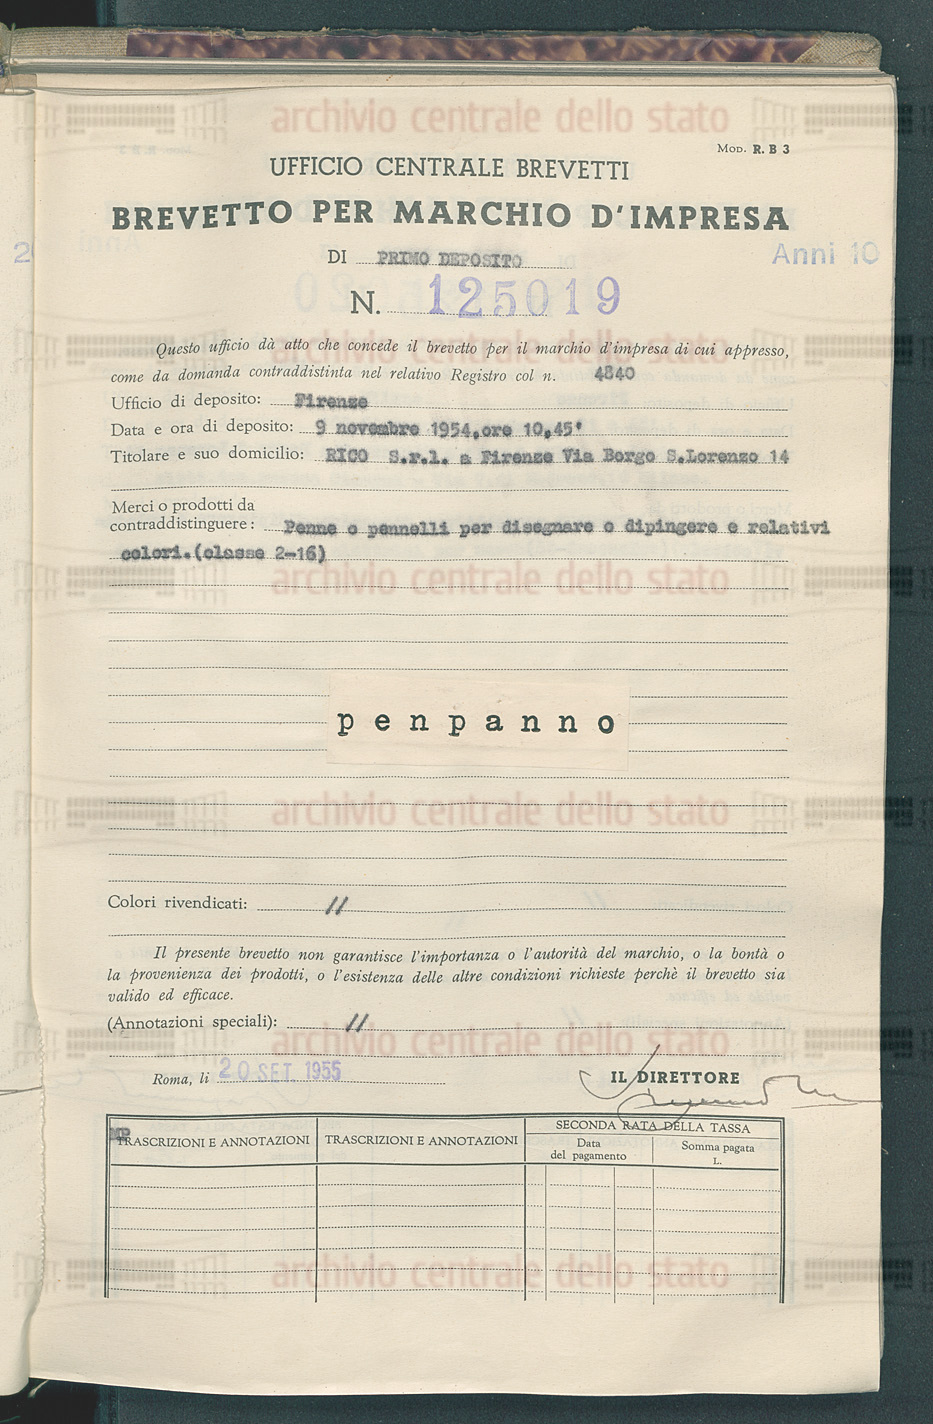 archivio centrale dello stato
MOD. R. B 3
UFFICIO CENTRALE BREVETTI
BREVETTO PER MARCHIO D'IMPRESA
DI PRIMO DEPOSITO
Anni 10
N. 125019
Questo ufficio dà atto che concede il brevetto per il marchio d'impresa di cui appresso,
come da domanda contraddistinta nel relativo Registro col n. 4840
Ufficio di deposito: Firenze
Data e ora di deposito: 9 novembre 1954,ore 10,45'
Titolare e suo domicilio: RICO S.r.l. a Firenze Via Borgo S.Lorenzo 14
Merci o prodotti da
contraddistinguere: Penne o pennelli per disegnare o dipingere e relativi
colori.(classe 2-16)
archivio centrale dello stato
penpanno
archivio centrale dello stato
Colori rivendicati: //
Il presente brevetto non garantisce l'importanza o l'autorità del marchio, o la bontà o
la provenienza dei prodotti, o l'esistenza delle altre condizioni richieste perchè il brevetto sia
valido ed efficace.
(Annotazioni speciali): //
archivio centrale dello stato
Roma, li 20 SET. 1955
IL DIRETTORE
MP
TRASCRIZIONI E ANNOTAZIONI
TRASCRIZIONI E ANNOTAZIONI
SECONDA RATA DELLA TASSA
Data
del pagamento
Somma pagata
L.
archivio centrale dello stato